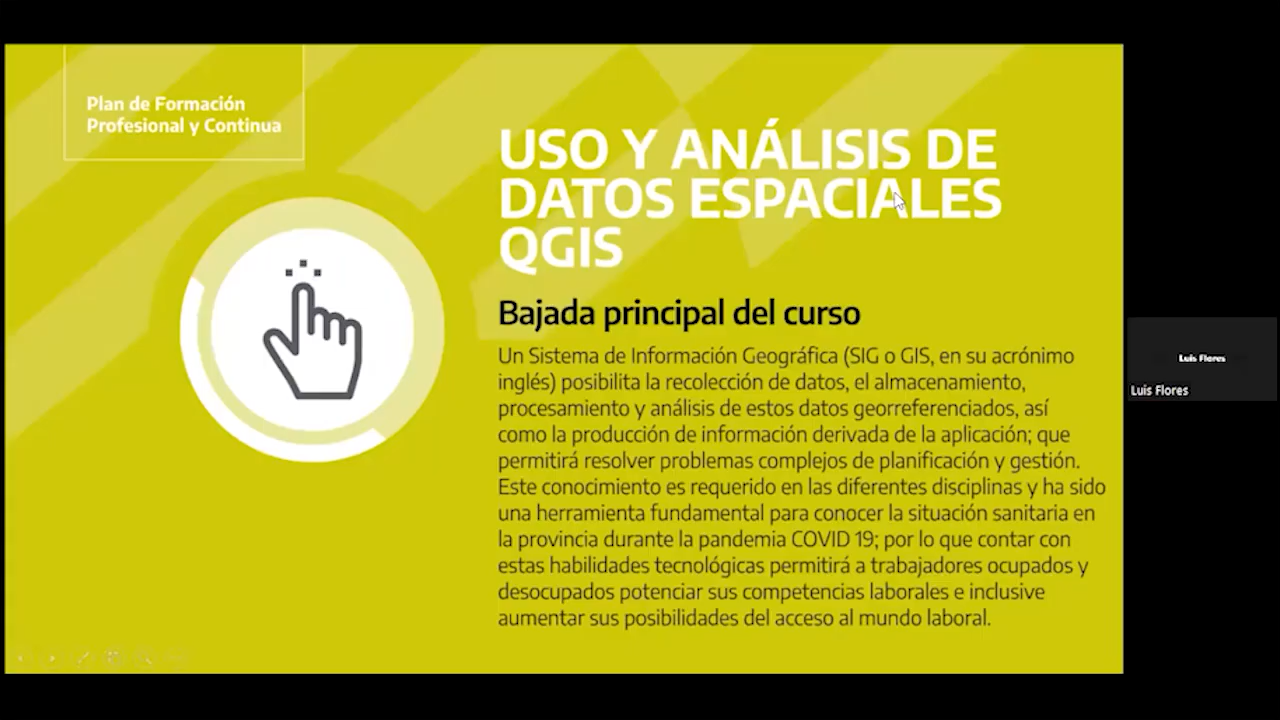 Plan de Formación
Profesional y Continua
USO Y ANÁLISIS DE
DATOS ESPACIALES
QGIS
Bajada principal del curso
Un Sistema de Información Geográfica (SIG o GIS, en su acrónimo
inglés) posibilita la recolección de datos, el almacenamiento,
procesamiento y análisis de estos datos georreferenciados, así
como la producción de información derivada de la aplicación; que
permitirá resolver problemas complejos de planificación y gestión.
Este conocimiento es requerido en las diferentes disciplinas y ha sido
una herramienta fundamental para conocer la situación sanitaria en
la provincia durante la pandemia COVID 19; por lo que contar con
estas habilidades tecnológicas permitirá a trabajadores ocupados y
desocupados potenciar sus competencias laborales e inclusive
aumentar sus posibilidades del acceso al mundo laboral.
Luis Flores
Luis Flores